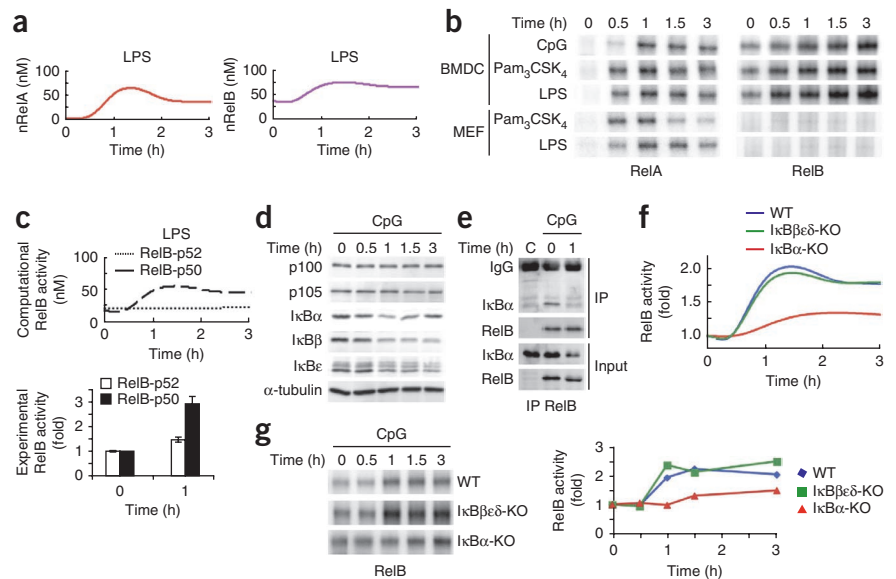 a
LPS
nRelA (nM)
100
50
0
0 1 2 3
Time (h)
LPS
nRelB (nM)
100
50
0
0 1 2 3
Time (h)
b
Time (h) 0 0.5 1 1.5 3 0 0.5 1 1.5 3
BMDC
CpG
Pam3CSK4
LPS
MEF
Pam3CSK4
LPS
RelA RelB
c
LPS
RelB-p52
RelB-p50
Computational
RelB activity
(nM)
100
50
0
0 1 2 3
Time (h)
RelB-p52
RelB-p50
Experimental
RelB activity
(fold)
3
2
1
0
0 1
Time (h)
d
CpG
Time (h) 0 0.5 1 1.5 3
p100
p105
IκBα
IκBβ
IκBε
α-tubulin
e
CpG
Time (h) C 0 1
IgG
IκBα
RelB
IP
IκBα
RelB
Input
IP RelB
f
WT
IκBβεδ-KO
IκBα-KO
RelB activity
(fold)
2.0
1.5
1.0
0 1 2 3
Time (h)
g
CpG
Time (h) 0 0.5 1 1.5 3
WT
IκBβεδ-KO
IκBα-KO
RelB
RelB activity
(fold)
3
2
2
1
1
0
0 1 2 3
Time (h)
WT
IκBβεδ-KO
IκBα-KO